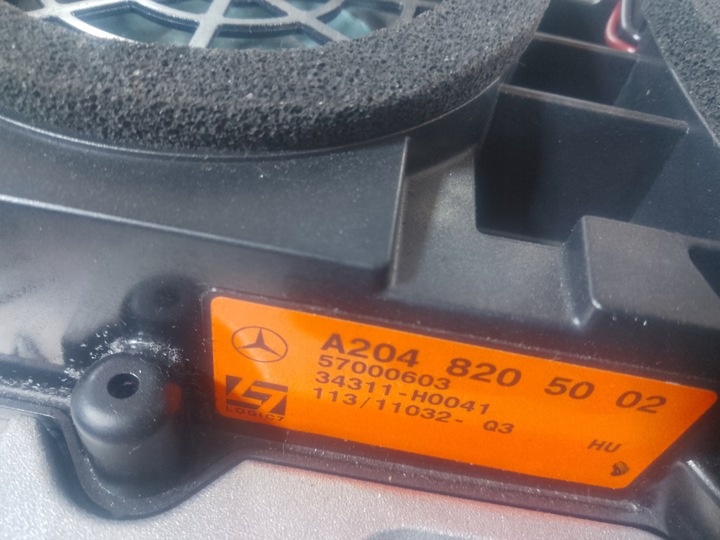 A204 820 50 02
57000603
34311-H0041
113/11032- Q3
LOGIC7
HU